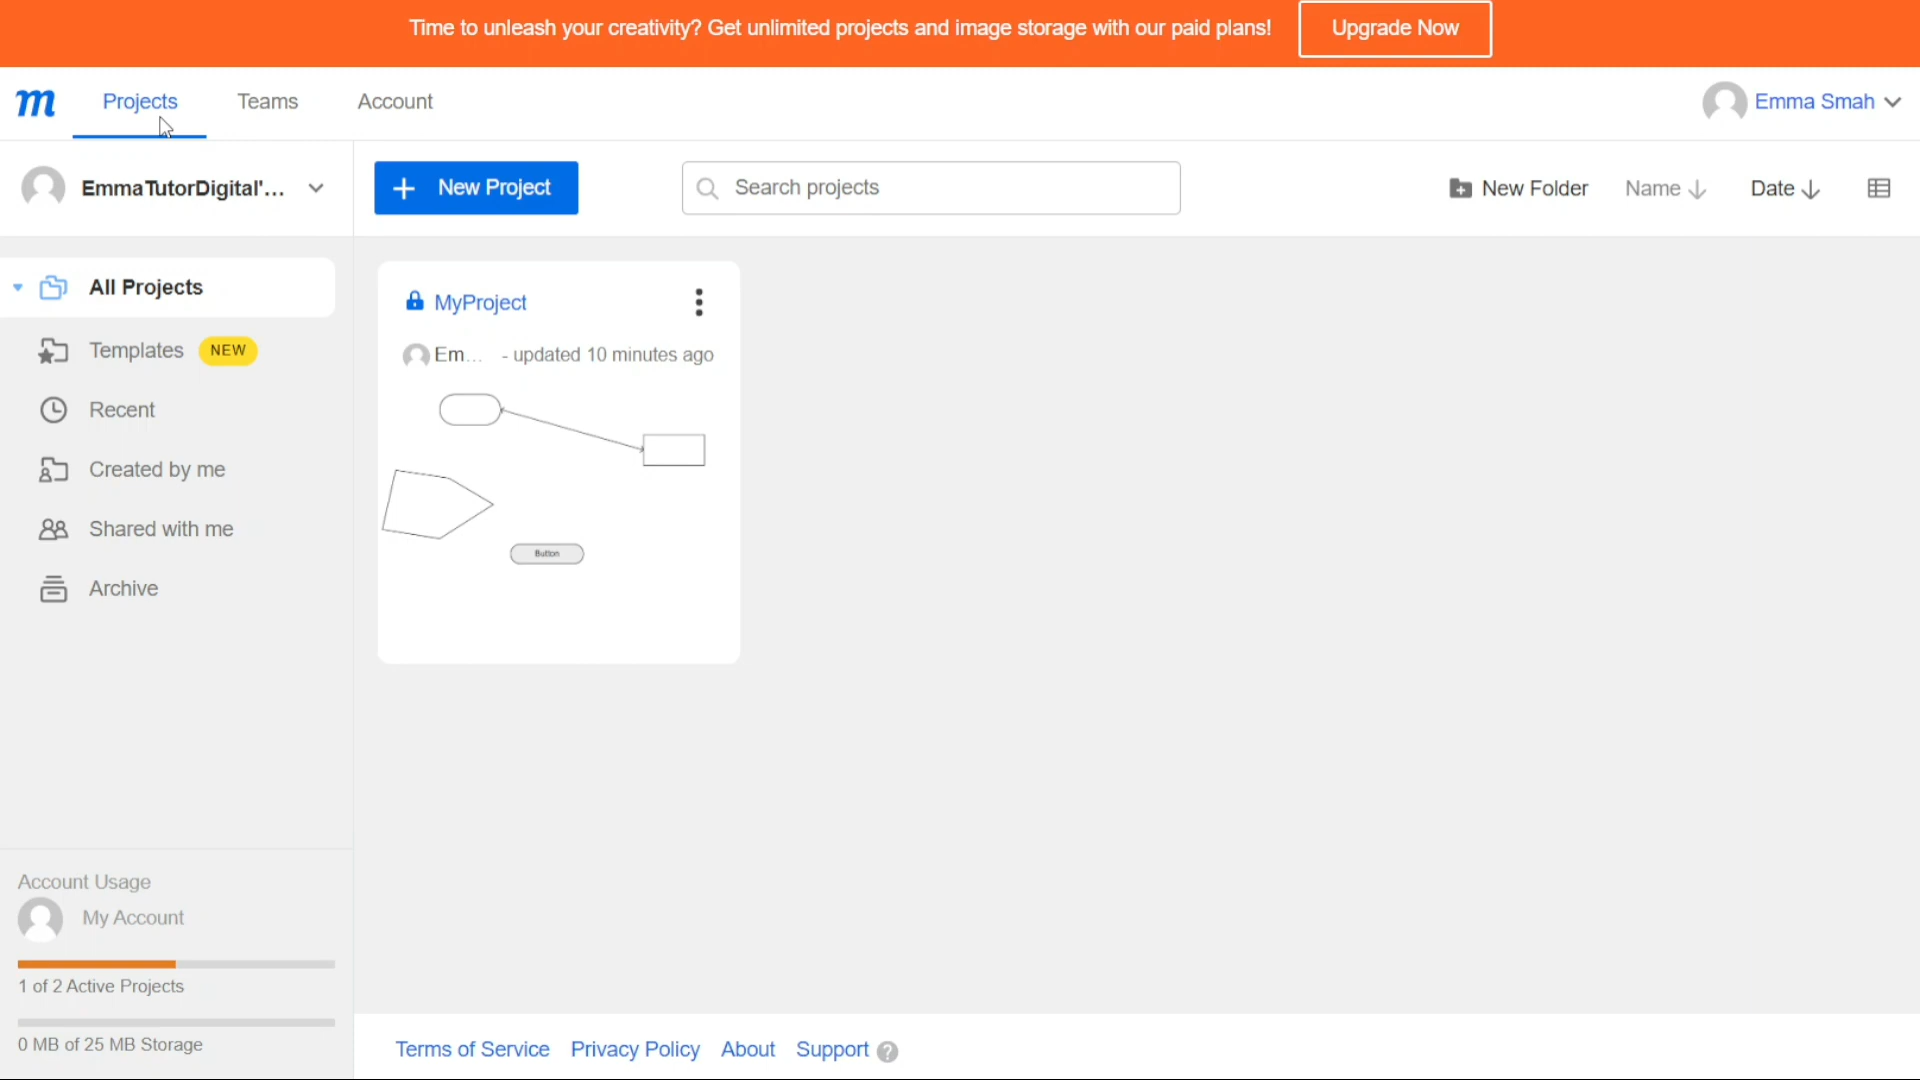 Time to unleash your creativity? Get unlimited projects and image storage with our paid plans!
Upgrade Now
m
Projects
Teams
Account
Emma Smah
EmmaTutorDigital'...
+ New Project
Search projects
New Folder
Name
Date
All Projects
Templates NEW
Recent
Created by me
Shared with me
Archive
MyProject
Em... - updated 10 minutes ago
Button
Account Usage
My Account
1 of 2 Active Projects
0 MB of 25 MB Storage
Terms of Service
Privacy Policy
About
Support ?